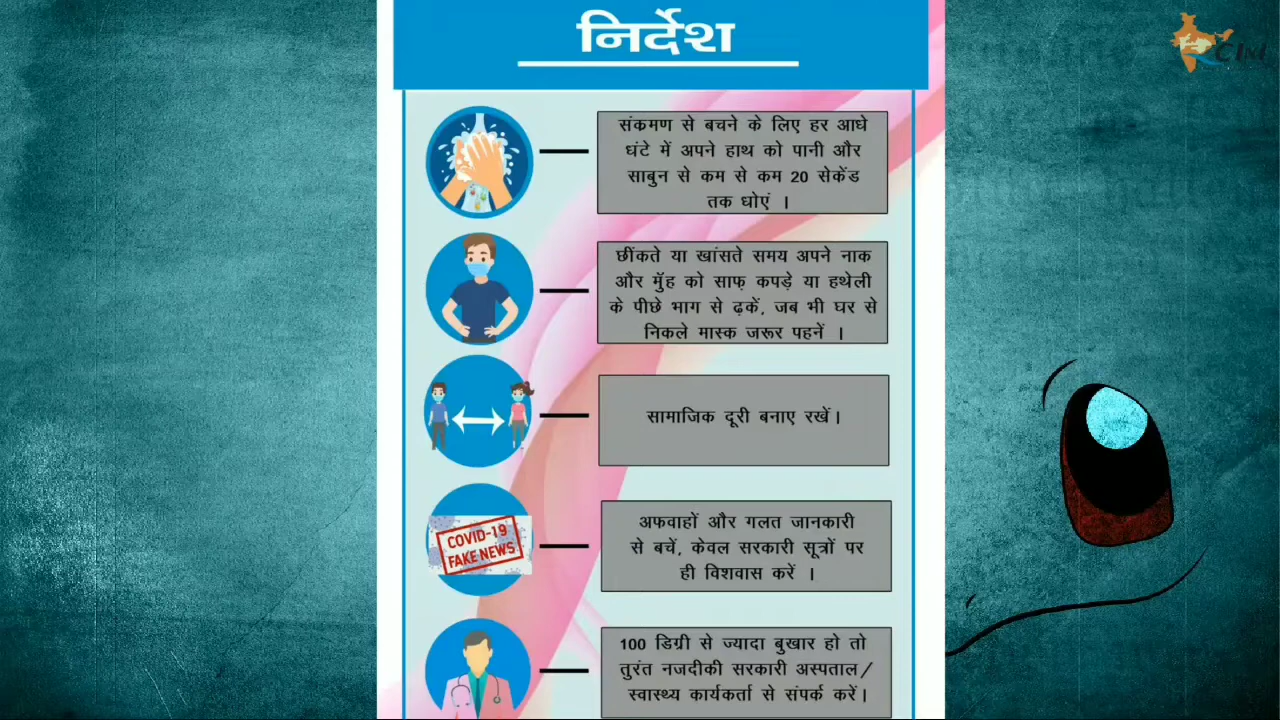 निर्देश
संकमण से बचने के लिए हर आधे
घंटे में अपने हाथ को पानी और
साबुन से कम से कम 20 सेकेंड
तक धोएं ।
छींकते या खांसते समय अपने नाक
और मुँह को साफ़ कपड़े या हथेली
के पीछे भाग से ढ़कें, जब भी घर से
निकले मास्क जरूर पहनें ।
सामाजिक दूरी बनाए रखें।
COVID-19
FAKE NEWS
अफवाहों और गलत जानकारी
से बचें, केवल सरकारी सूत्रों पर
ही विशवास करें ।
100 डिग्री से ज्यादा बुखार हो तो
तुरंत नजदीकी सरकारी अस्पताल/
स्वास्थ्य कार्यकर्ता से संपर्क करें।